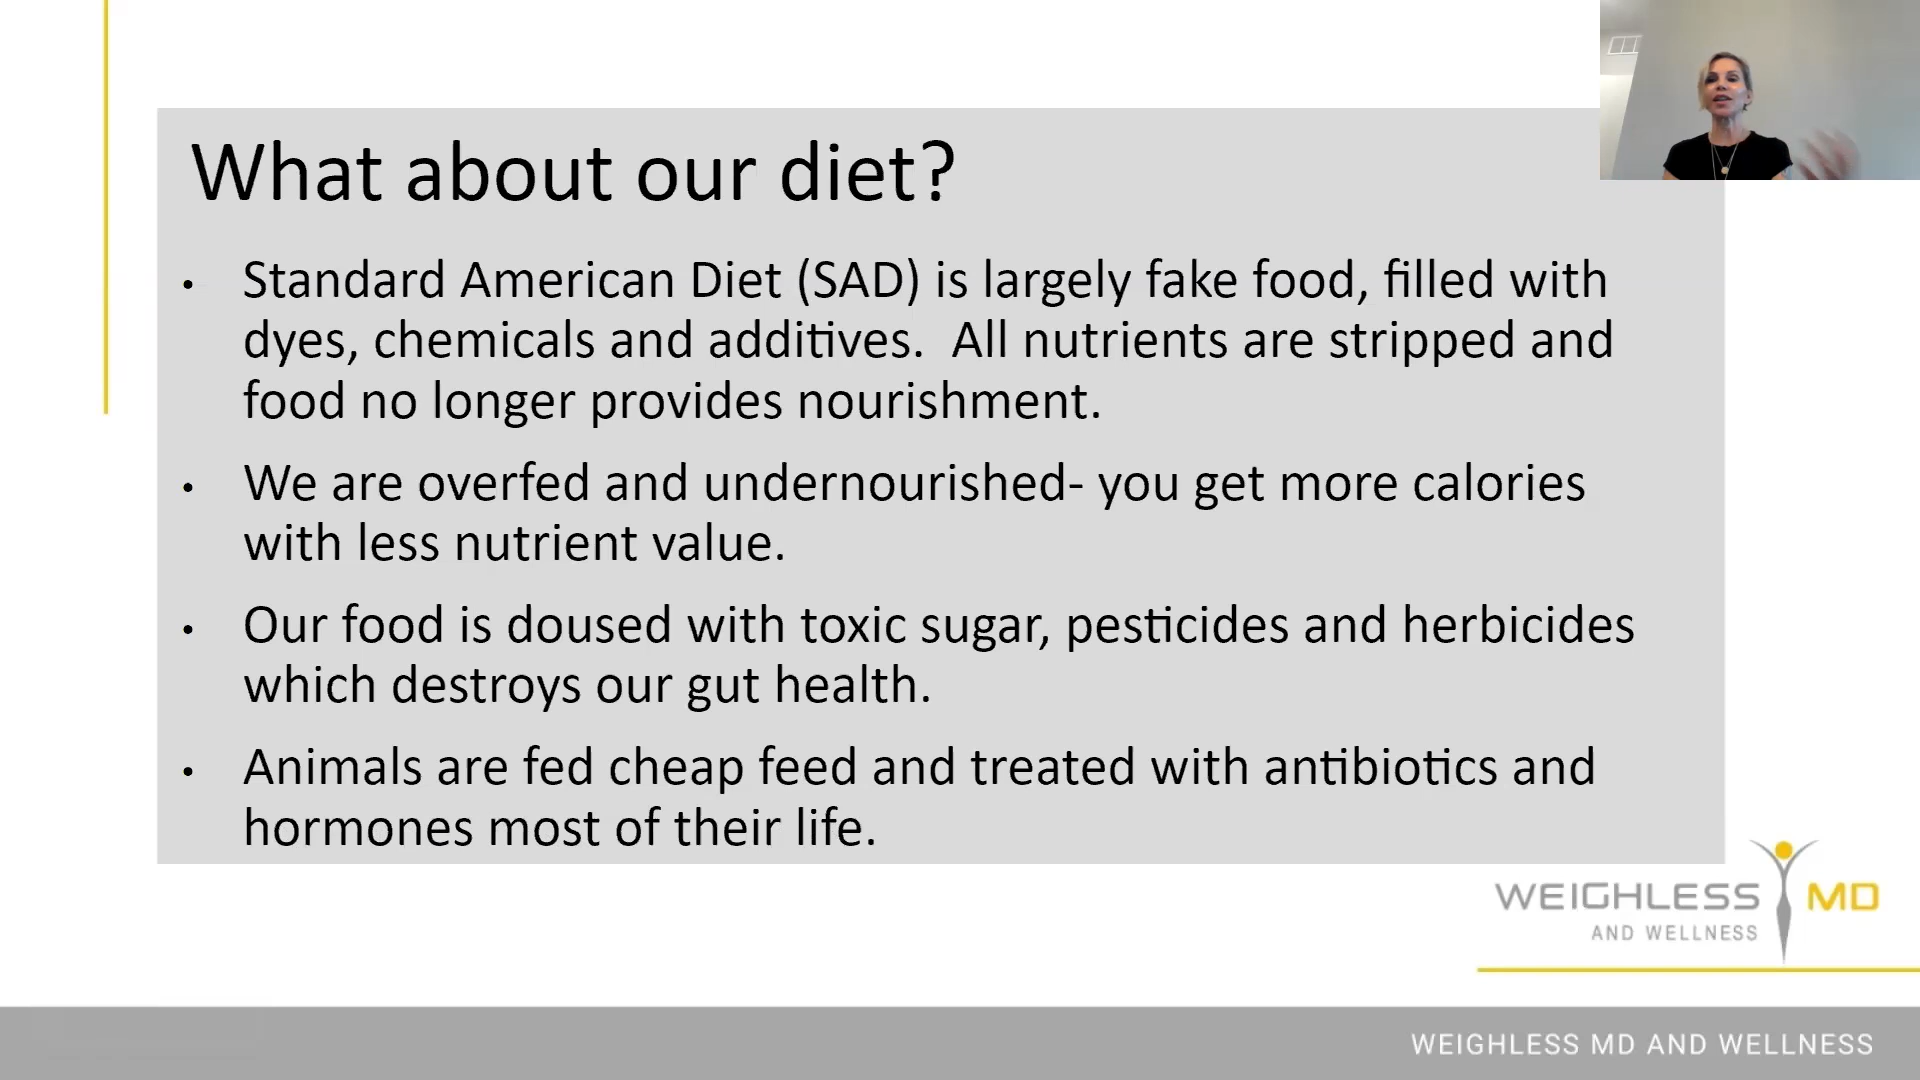 What about our diet?
• Standard American Diet (SAD) is largely fake food, filled with
dyes, chemicals and additives.  All nutrients are stripped and
food no longer provides nourishment.
• We are overfed and undernourished- you get more calories
with less nutrient value.
• Our food is doused with toxic sugar, pesticides and herbicides
which destroys our gut health.
• Animals are fed cheap feed and treated with antibiotics and
hormones most of their life.
WEIGHLESS MD
AND WELLNESS
WEIGHLESS MD AND WELLNESS